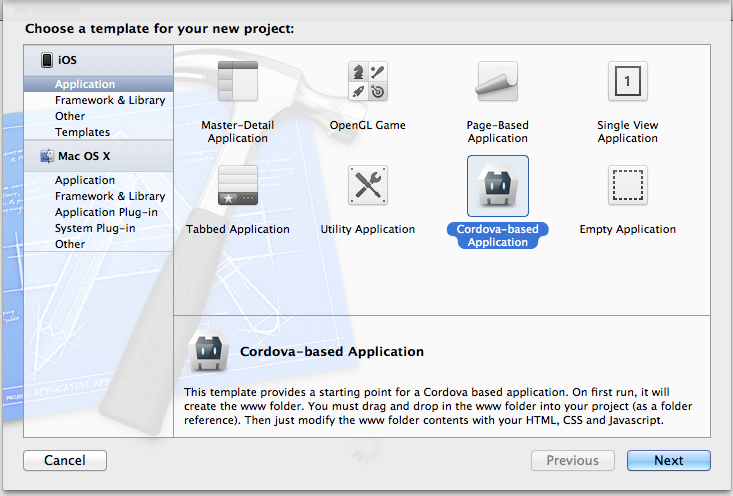 Choose a template for your new project:
iOS
Application
Framework & Library
Other
Templates
Mac OS X
Application
Framework & Library
Application Plug-in
System Plug-in
Other
Master-Detail
Application
OpenGL Game
Page-Based
Application
1
Single View
Application
Tabbed Application
Utility Application
Cordova-based
Application
Empty Application
Cordova-based Application
This template provides a starting point for a Cordova based application. On first run, it will
create the www folder. You must drag and drop in the www folder into your project (as a folder
reference). Then just modify the www folder contents with your HTML, CSS and Javascript.
Cancel
Previous
Next